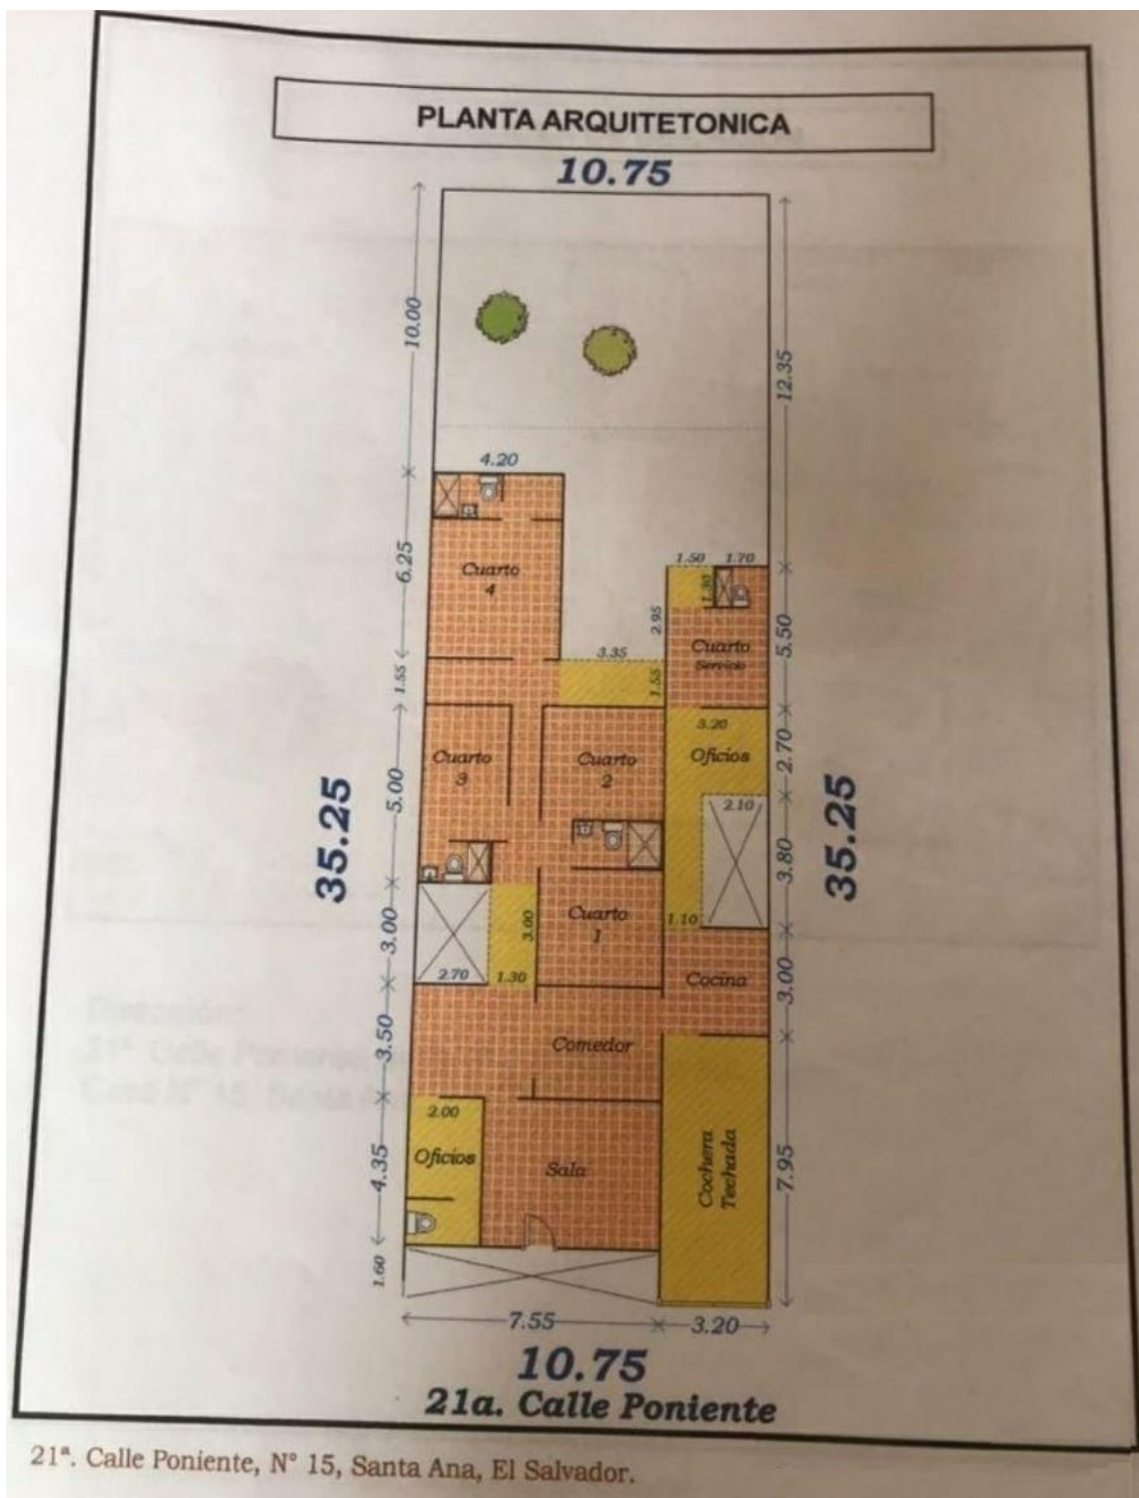 PLANTA ARQUITETONICA
10.75
10.00
12.35
4.20
6.25
Cuarto
4
1.50
1.70
1.30
2.95
5.50
Cuarto
Servicio
3.35
1.55
1.55
3.20
2.70
Oficios
Cuarto
3
Cuarto
2
5.00
35.25
35.25
2.10
3.80
3.00
3.00
Cuarto
1
1.10
2.70
1.30
Cocina
3.00
3.50
Comedor
2.00
Oficios
4.35
Sala
Cochera
Techada
7.95
1.60
7.55
3.20
10.75
21a. Calle Poniente
21ª. Calle Poniente, N° 15, Santa Ana, El Salvador.